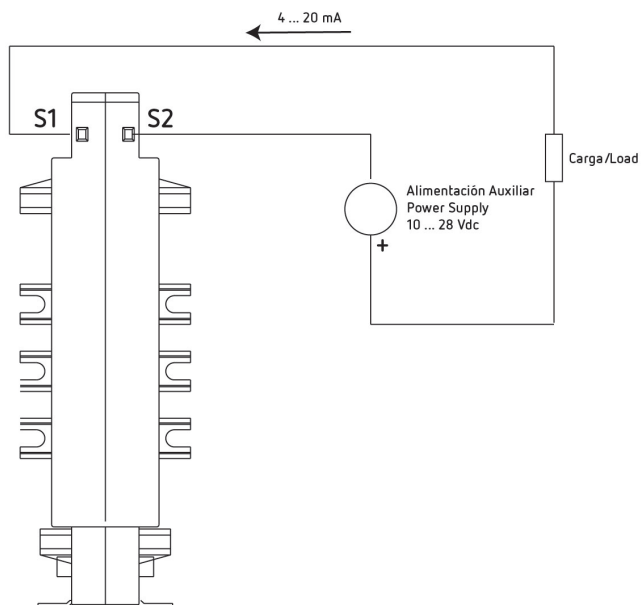 4 ... 20 mA
S1
S2
Carga/Load
Alimentación Auxiliar
Power Supply
10 ... 28 Vdc
+